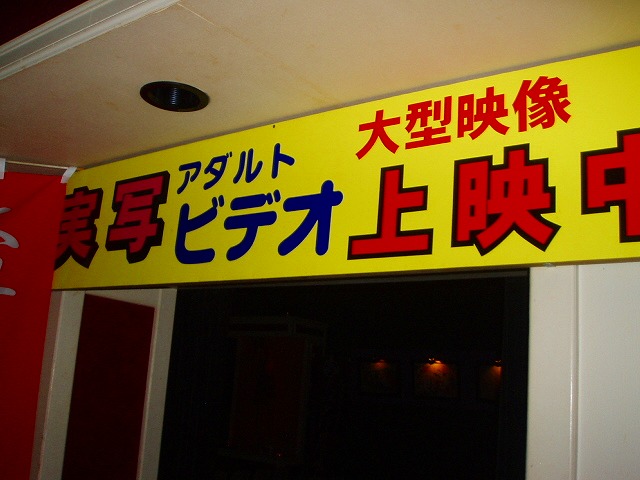 実写
アダルト
ビデオ
大型映像
上映中